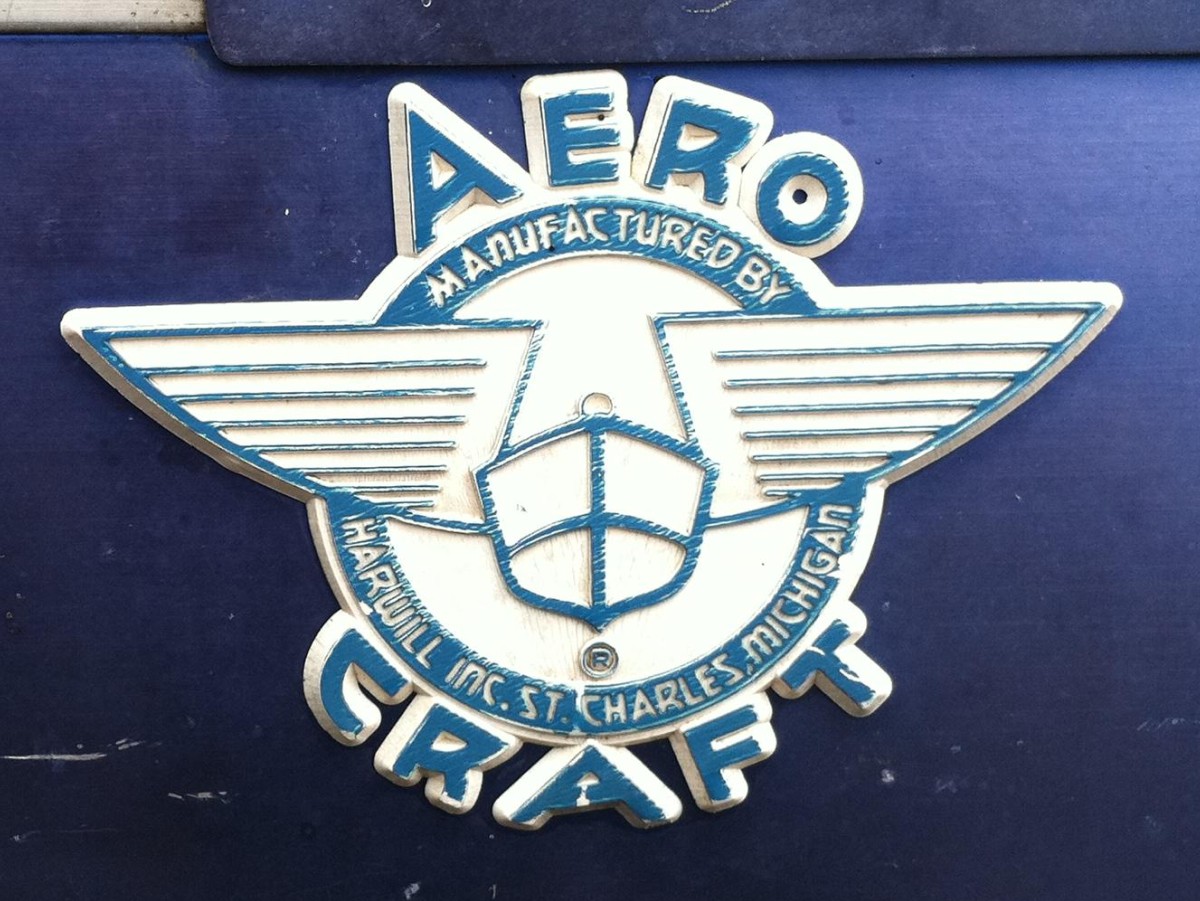 AERO
MANUFACTURED BY
HARWILL INC. ST. CHARLES, MICHIGAN
CRAFT
®